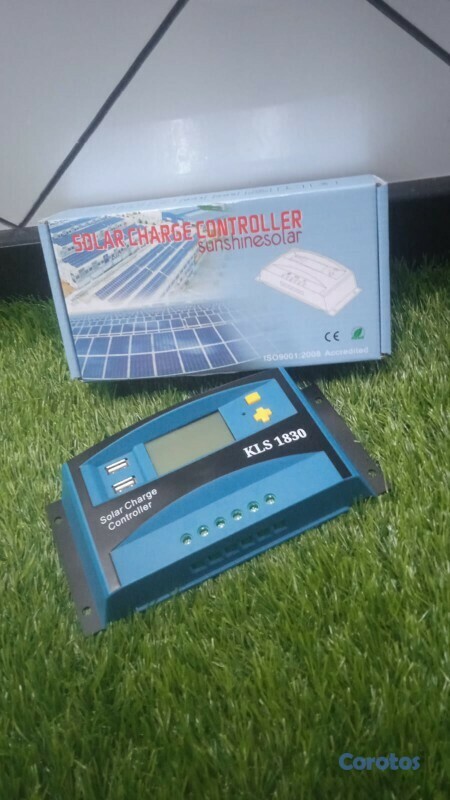 SOLAR CHARGE CONTROLLER
sunshinesolar
CE
ISO9001:2008 Accredited
KLS 1830
Solar Charge
Controller
Corotos